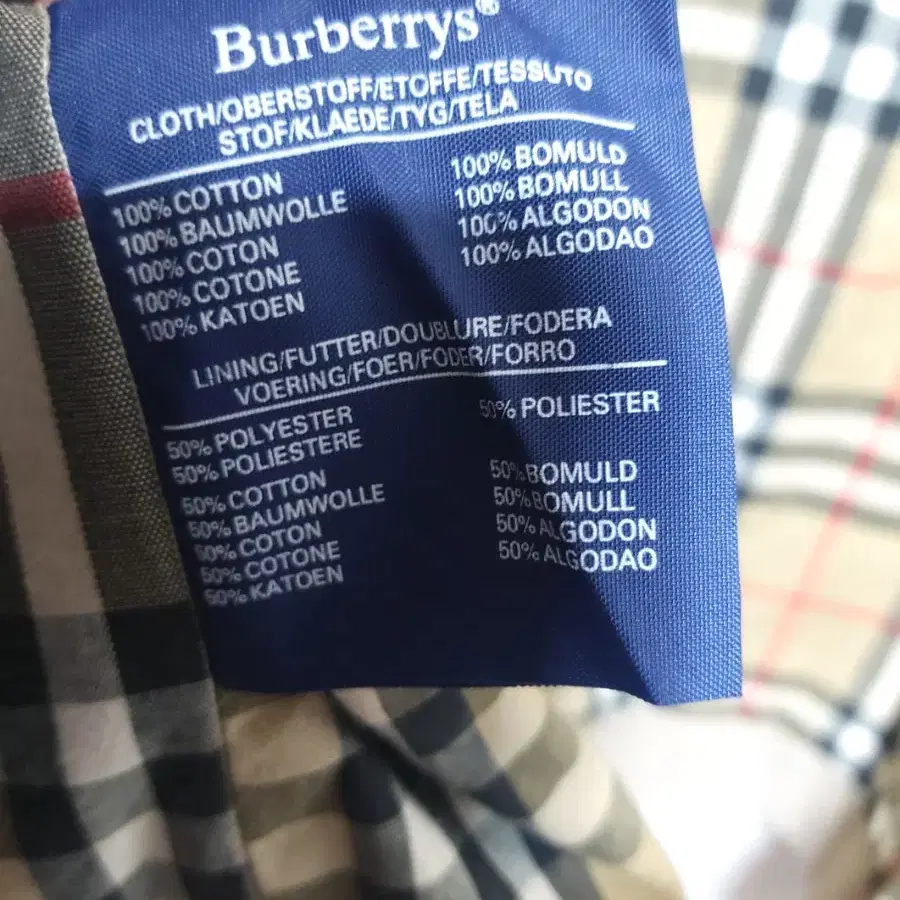 Burberrys®
CLOTH/OBERSTOFF/ETOFFE/TESSUTO
STOF/KLAEDE/TYG/TELA
100% COTTON
100% BAUMWOLLE
100% COTON
100% COTONE
100% KATOEN
100% BOMULD
100% BOMULL
100% ALGODON
100% ALGODAO
LINING/FUTTER/DOUBLURE/FODERA
VOERING/FOER/FODER/FORRO
50% POLYESTER
50% POLIESTERE
50% COTTON
50% BAUMWOLLE
50% COTON
50% COTONE
50% KATOEN
50% POLIESTER
50% BOMULD
50% BOMULL
50% ALGODON
50% ALGODAO